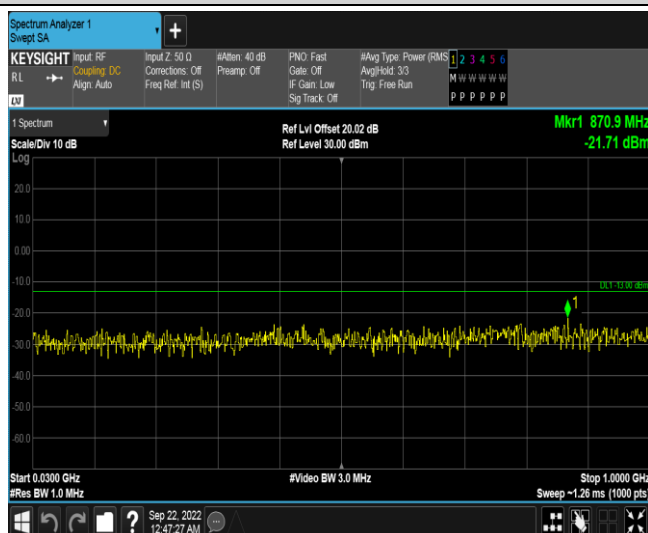 Spectrum Analyzer 1
Swept SA
KEYSIGHT
RL
LXI
Input: RF
Coupling: DC
Align: Auto
Input Z: 50 Ω
Corrections: Off
Freq Ref: Int (S)
#Atten: 40 dB
Preamp: Off
PNO: Fast
Gate: Off
IF Gain: Low
Sig Track: Off
#Avg Type: Power (RMS
Avg|Hold: 3/3
Trig: Free Run
1 2 3 4 5 6
M W W W W W
P P P P P P
1 Spectrum
Scale/Div 10 dB
Ref Lvl Offset 20.02 dB
Ref Level 30.00 dBm
Mkr1 870.9 MHz
-21.71 dBm
Log
20.0
10.0
0.00
-10.0
DL1 -13.00 dBm
1
-20.0
-30.0
-40.0
-50.0
-60.0
Start 0.0300 GHz
#Video BW 3.0 MHz
Stop 1.0000 GHz
#Res BW 1.0 MHz
Sweep ~1.26 ms (1000 pts)
?
Sep 22, 2022
12:47:27 AM